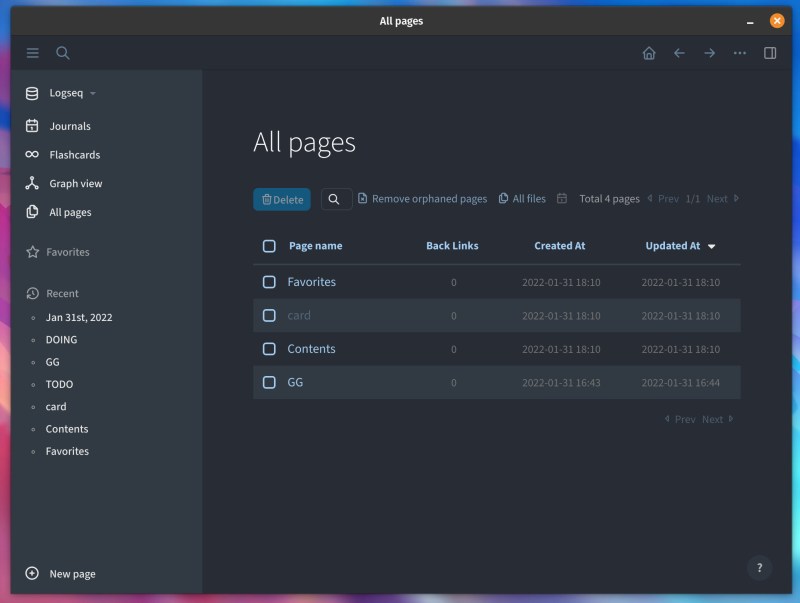 All pages
Logseq
Journals
Flashcards
Graph view
All pages
Favorites
Recent
Jan 31st, 2022
DOING
GG
TODO
card
Contents
Favorites
New page
All pages
Delete Remove orphaned pages All files Total 4 pages Prev 1/1 Next
Page name Back Links Created At Updated At
Favorites 0 2022-01-31 18:10 2022-01-31 18:10
card 0 2022-01-31 18:10 2022-01-31 18:10
Contents 0 2022-01-31 18:10 2022-01-31 18:10
GG 0 2022-01-31 16:43 2022-01-31 16:44
Prev Next
?